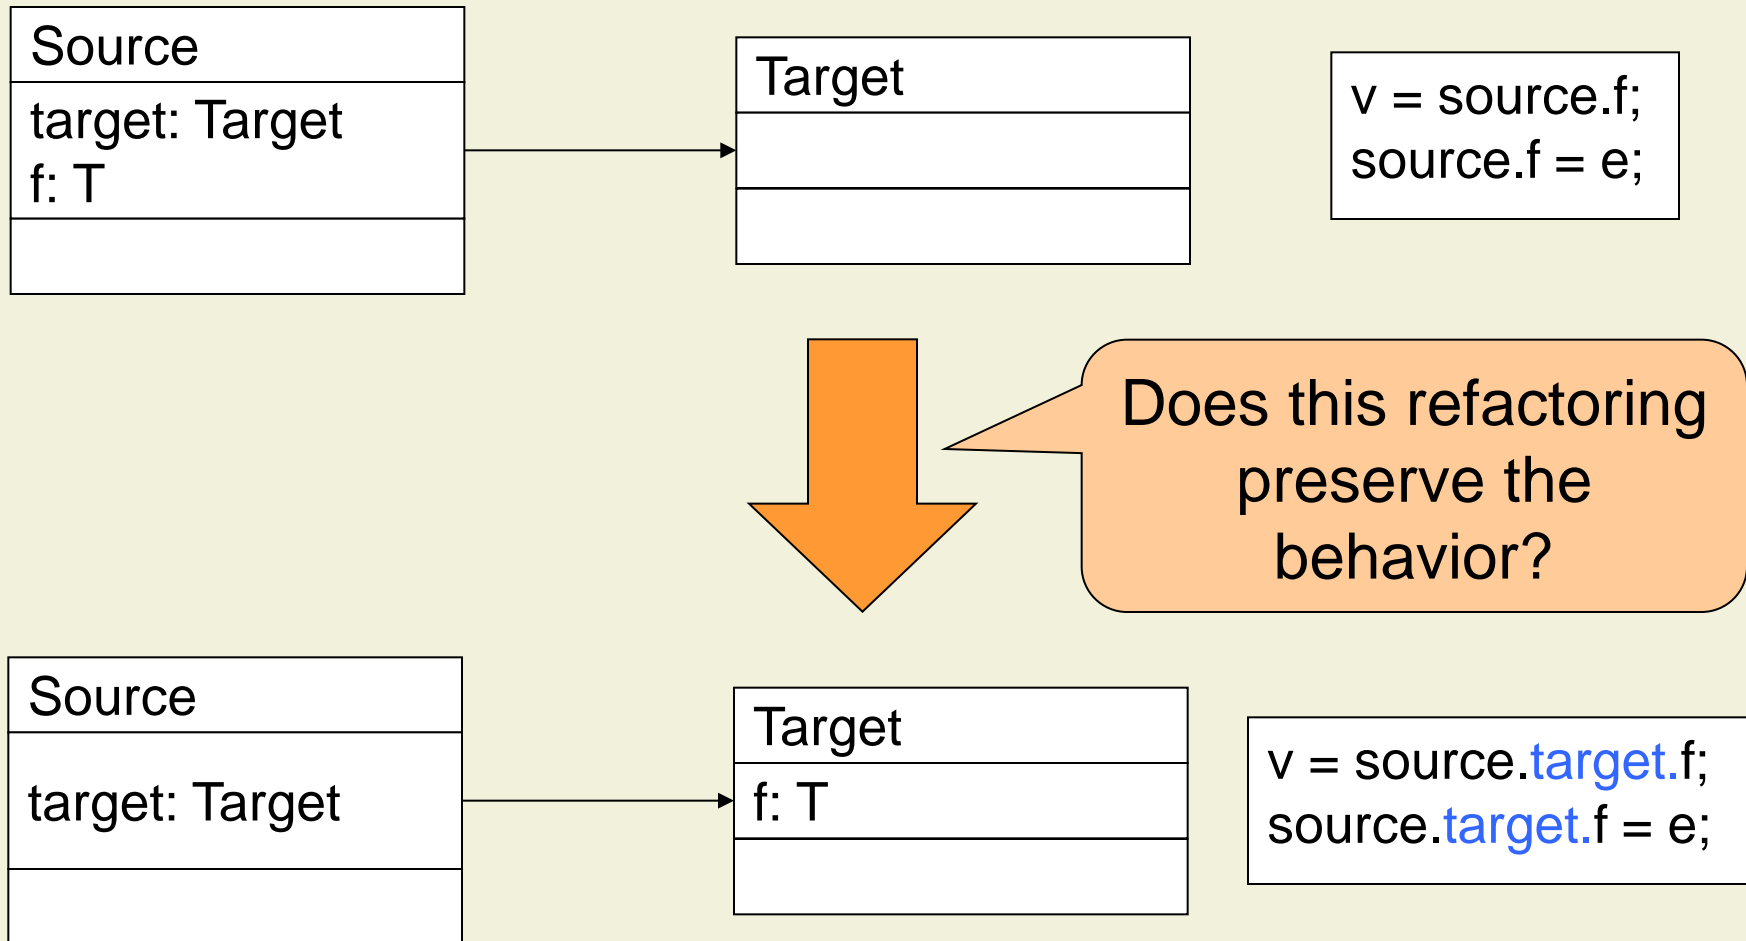 Source
target: Target
f: T
Target
v = source.f;
source.f = e;
Does this refactoring
preserve the
behavior?
Source
target: Target
Target
f: T
v = source.target.f;
source.target.f = e;